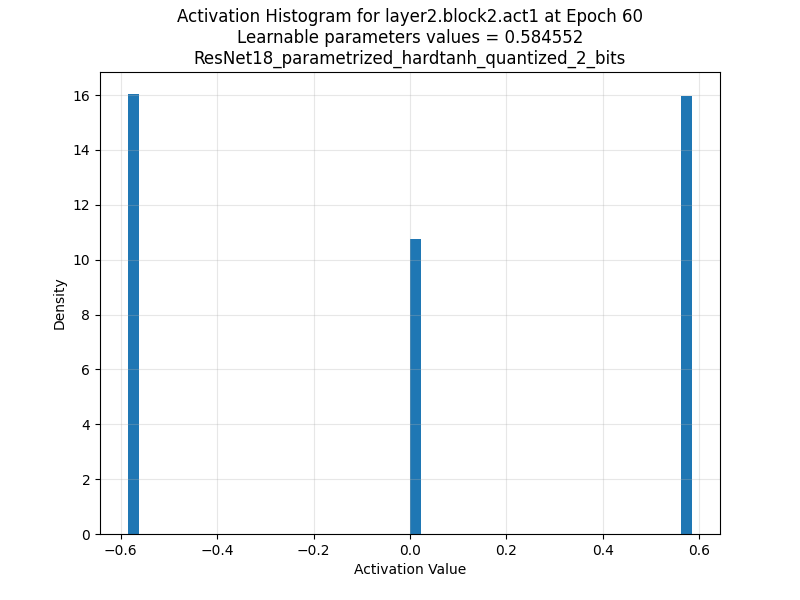 Activation Histogram for layer2.block2.act1 at Epoch 60
Learnable parameters values = 0.584552
ResNet18_parametrized_hardtanh_quantized_2_bits
16
14
12
10
8
6
4
2
0
Density
−0.6 −0.4 −0.2 0.0 0.2 0.4 0.6
Activation Value